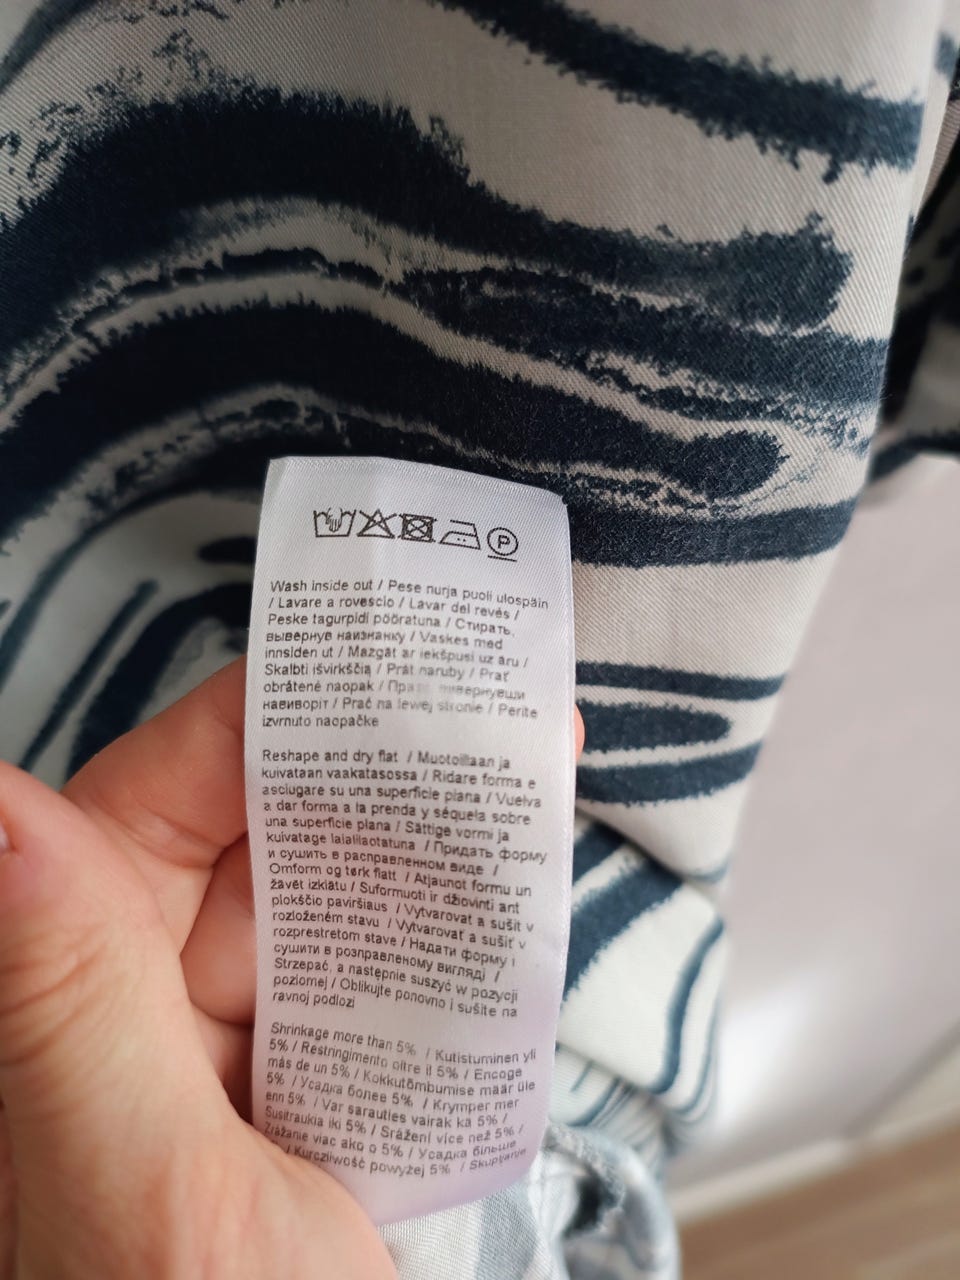 P
Wash inside out / Pese nurja puoli ulospäin
/ Lavare a rovescio / Lavar del revés /
Peske tagurpidi pööratuna / Стирать,
вывернув наизнанку / Vaskes med
innsiden ut / Mazgāt ar iekšpusi uz āru /
Skalbti išvirkščią / Prát naruby / Prať
obrátené naopak / вивернувши
навиворіт / Prać na lewej stronie / Perite
izvrnuto naopačke
Reshape and dry flat / Muotoillaan ja
kuivataan vaakatasossa / Ridare forma e
asciugare su una superficie piana / Vuelva
a dar forma a la prenda y séquela sobre
una superficie plana / Sättige vormi ja
kuivatage laialilaotatuna / Придать форму
и сушить в расправленном виде /
Omform og tørk flatt / Atjaunot formu un
žāvēt izklātu / Suformuoti ir džiovinti ant
plokščio paviršiaus / Vytvarovat a sušit v
rozloženém stavu / Vytvarovať a sušiť v
rozprestretom stave / Надати форму і
сушити в розправленому вигляді /
Strzepać, a następnie suszyć w pozycji
poziomej / Oblikujte ponovno i sušite na
ravnoj podlozi
Shrinkage more than 5% / Kutistuminen yli
5% / Restringimento oltre il 5% / Encoge
más de un 5% / Kokkutõmbumise määr üle
5% / Усадка более 5% / Krymper mer
enn 5% / Var sarauties vairāk kā 5% /
Susitraukia iki 5% / Srážení více než 5% /
Zrážanie viac ako o 5% / Усадка більше
/ Kurczliwość powyżej 5% / Skupljanje